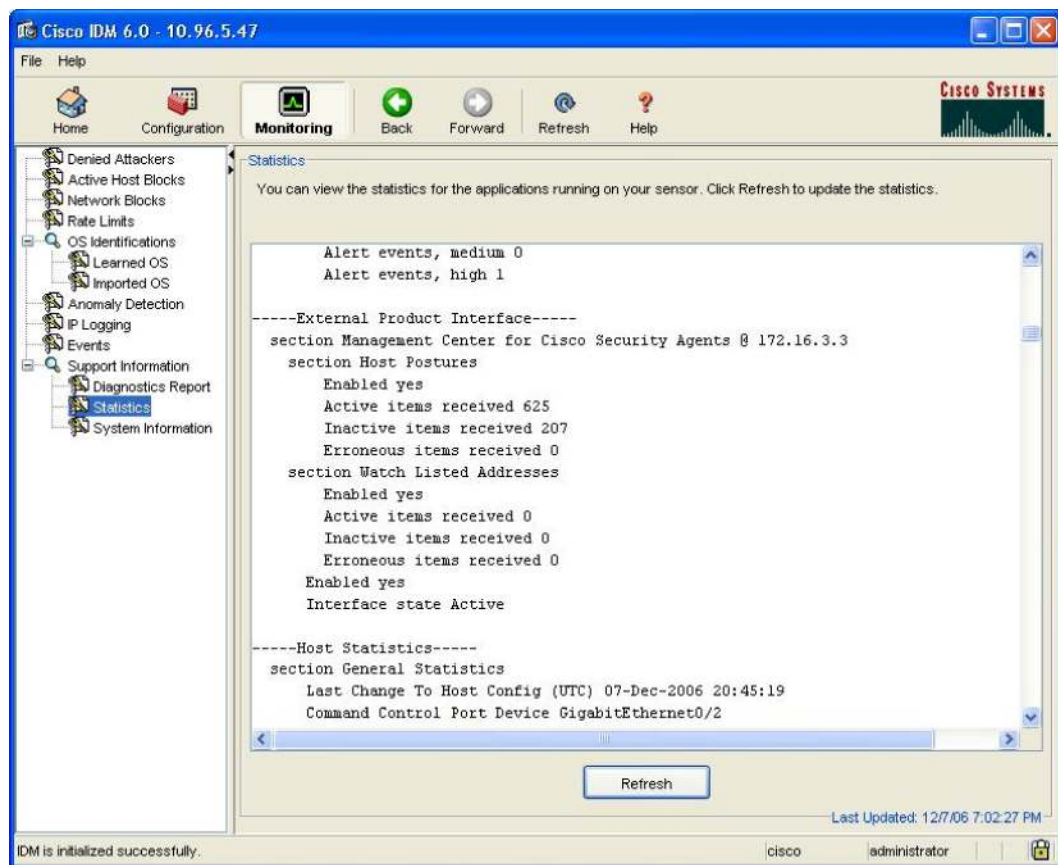 Cisco IDM 6.0 - 10.96.5.47
File Help
Home Configuration Monitoring Back Forward Refresh Help
CISCO SYSTEMS
Denied Attackers
Active Host Blocks
Network Blocks
Rate Limits
OS Identifications
Learned OS
Imported OS
Anomaly Detection
IP Logging
Events
Support Information
Diagnostics Report
Statistics
System Information
Statistics
You can view the statistics for the applications running on your sensor. Click Refresh to update the statistics.
Alert events, medium 0
Alert events, high 1
-----External Product Interface-----
section Management Center for Cisco Security Agents @ 172.16.3.3
section Host Postures
Enabled yes
Active items received 625
Inactive items received 207
Erroneous items received 0
section Watch Listed Addresses
Enabled yes
Active items received 0
Inactive items received 0
Erroneous items received 0
Enabled yes
Interface state Active
-----Host Statistics-----
section General Statistics
Last Change To Host Config (UTC) 07-Dec-2006 20:45:19
Command Control Port Device GigabitEthernet0/2
Refresh
Last Updated: 12/7/06 7:02:27 PM
IDM is initialized successfully. cisco administrator